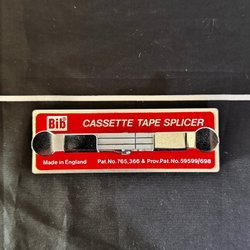 Bib
CASSETTE TAPE SPLICER
Made in England Pat.No.765,366 & Prov.Pat.No.59599/698